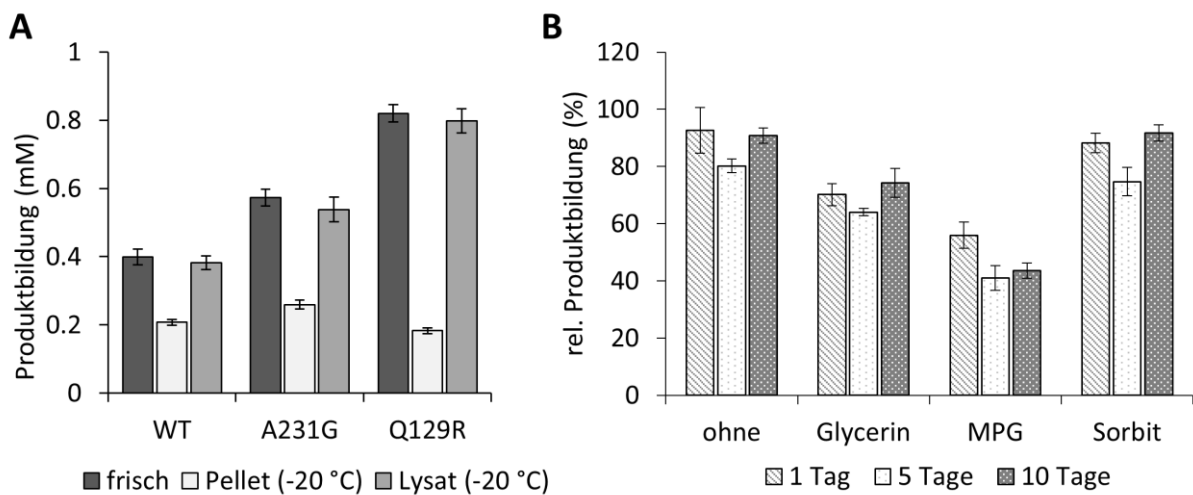 A
Produktbildung (mM)
1
0.8
0.6
0.4
0.2
0
WT A231G Q129R
frisch Pellet (-20 °C) Lysat (-20 °C)
B
rel. Produktbildung (%)
120
100
80
60
40
20
0
ohne Glycerin MPG Sorbit
1 Tag 5 Tage 10 Tage